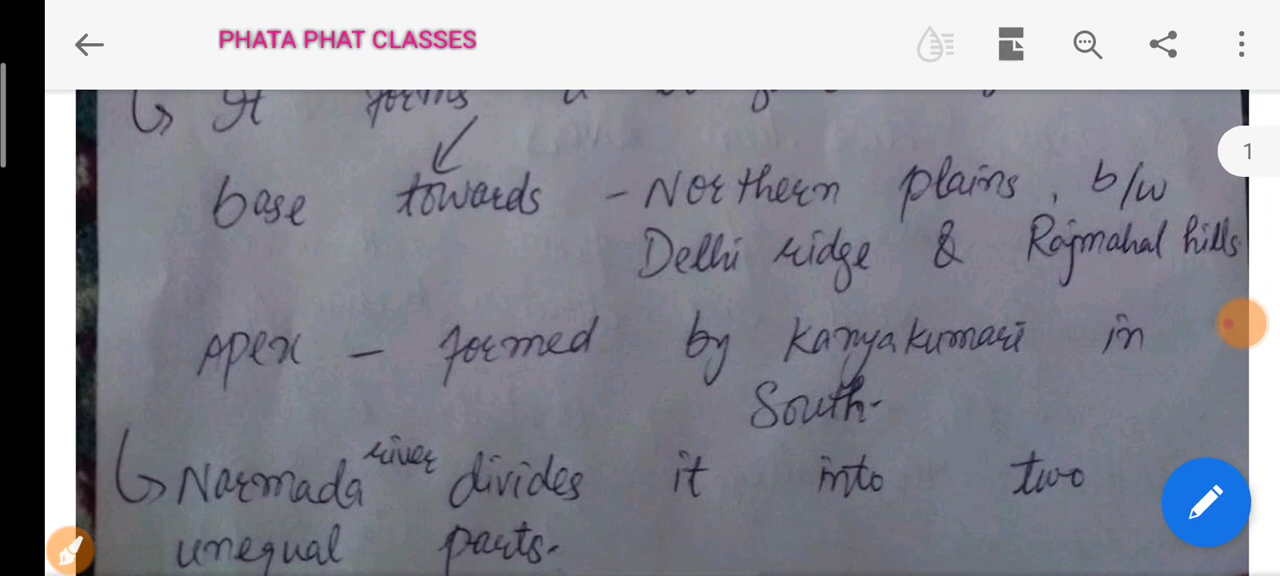 PHATA PHAT CLASSES
1
↳ It forms a
base towards - Northern plains, b/w
Delhi ridge & Rajmahal hills
Apex - formed by Kanyakumari in
South.
↳ Narmada river divides it into two
unequal parts.